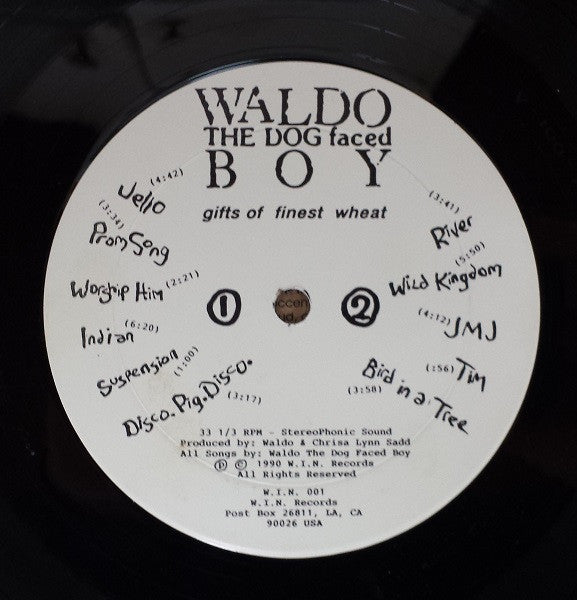 WALDO
THE DOG faced
BOY
gifts of finest wheat
(4:42)
Jello
(3:34)
Prom Song
Worship Him (2:21)
Indian (6:20)
Suspension
(1:00)
Disco. Pig. Disco.
(3:17)
1
2
(3:41)
River
(5:50)
Wild Kingdom
(4:12) JMJ
(:56) Tim
Bird in a Tree
(3:58)
33 1/3 RPM - StereoPhonic Sound
Produced by: Waldo & Chrisa Lynn Sadd
All Songs by: Waldo The Dog Faced Boy
Ⓟ © 1990 W.I.N. Records
All Rights Reserved
W.I.N. 001
W.I.N. Records
Post Box 26811, LA, CA
90026 USA